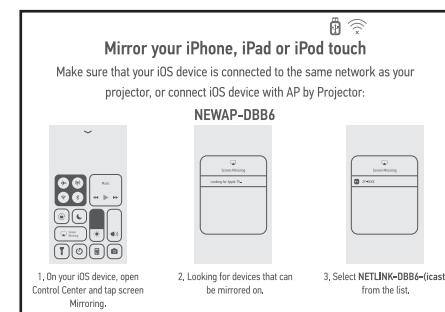 Mirror your iPhone, iPad or iPod touch
Make sure that your iOS device is connected to the same network as your
projector, or connect iOS device with AP by Projector:
NEWAP-DBB6
Music
Screen
Mirroring
Screen Mirroring
Looking for Apple TV...
Screen Mirroring
1, On your iOS device, open
Control Center and tap screen
Mirroring.
2, Looking for devices that can
be mirrored on.
3, Select NETLINK-DBB6-(icast
from the list.